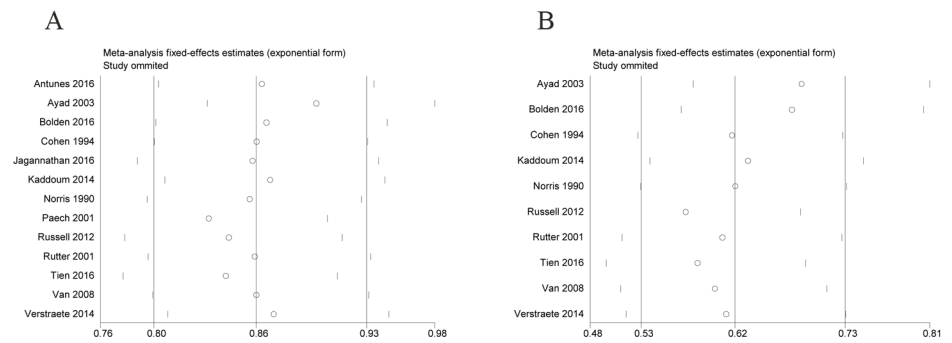 A
Meta-analysis fixed-effects estimates (exponential form)
Study ommited
Antunes 2016
Ayad 2003
Bolden 2016
Cohen 1994
Jagannathan 2016
Kaddoum 2014
Norris 1990
Paech 2001
Russell 2012
Rutter 2001
Tien 2016
Van 2008
Verstraete 2014
0.76 0.80 0.86 0.93 0.98
B
Meta-analysis fixed-effects estimates (exponential form)
Study ommited
Ayad 2003
Bolden 2016
Cohen 1994
Kaddoum 2014
Norris 1990
Russell 2012
Rutter 2001
Tien 2016
Van 2008
Verstraete 2014
0.48 0.53 0.62 0.73 0.81